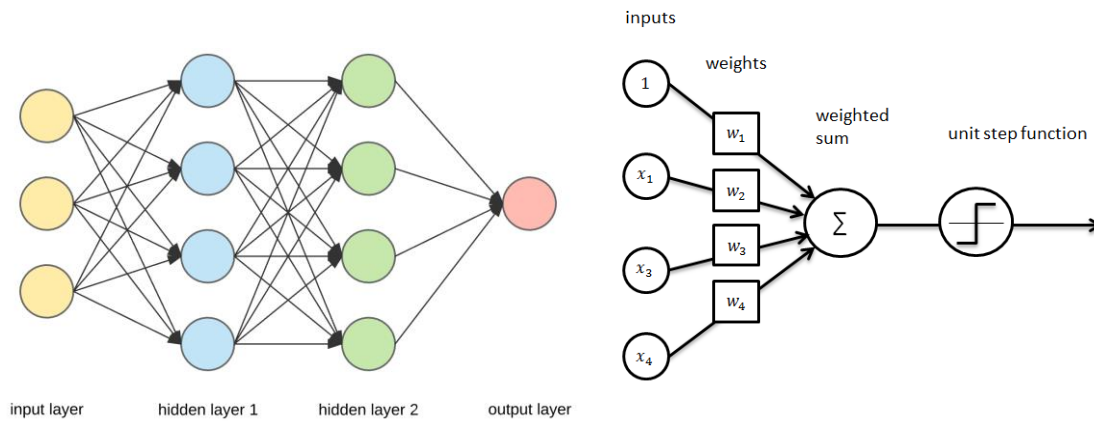 input layer
hidden layer 1
hidden layer 2
output layer
inputs
weights
weighted
sum
unit step function
1
x₁
x₃
x₄
w₁
w₂
w₃
w₄
Σ